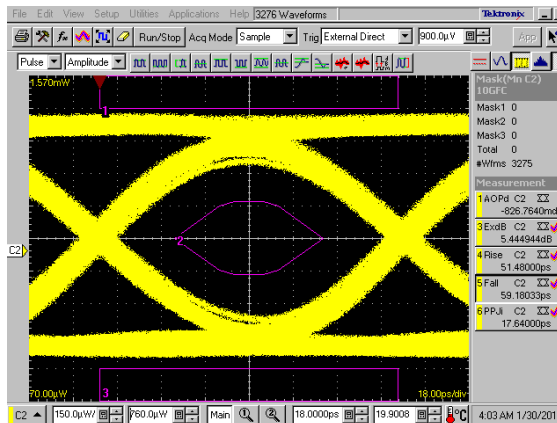 File Edit View Setup Utilities Applications Help 3276 Waveforms Tektronix
Run/Stop Acq Mode Sample Trig External Direct 900.0µV App
Pulse Amplitude
1.570mW
1
2
3
C2
70.00µW
18.00ps/div
Mask(Mn C2)
10GFC
Mask1 0
Mask2 0
Mask3 0
Total 0
#Wfms 3275
Measurement
1 AOPd C2
-826.7640md
3 ExdB C2
5.444944dB
4 Rise C2
51.48000ps
5 Fall C2
59.18033ps
6 PPJi C2
17.64000ps
C2 150.0µW/ 760.0µW Main 18.0000ps 19.9008 °C 4:03 AM 1/30/201